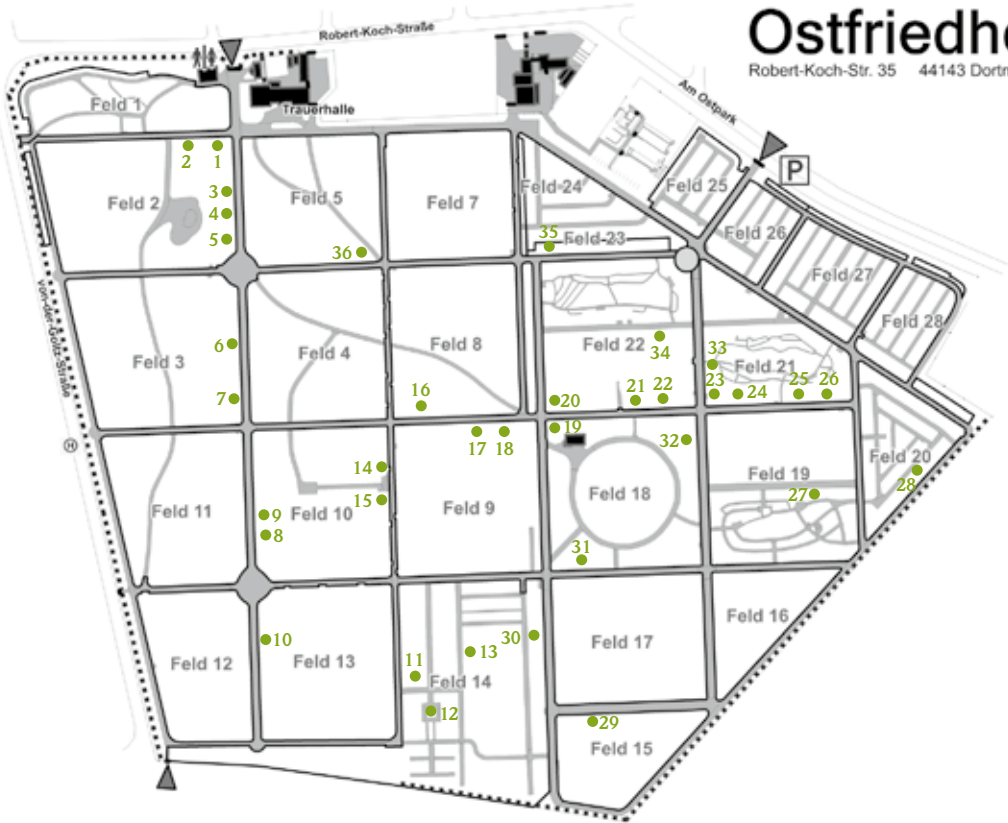 Ostfriedho
Robert-Koch-Str. 35 44143 Dortm
Robert-Koch-Straße
Am Ostpark
P
Trauerhalle
Feld 1
2
1
Feld 2
3
4
5
Feld 5
36
Feld 7
Feld 24
35
Feld 23
Feld 25
Feld 26
Feld 27
Feld 28
von-der-Goltz-Straße
H
Feld 3
6
7
Feld 4
Feld 8
16
Feld 22
34
20
21
22
33
Feld 21
23
24
25
26
17
18
19
32
14
15
Feld 11
9
8
Feld 10
Feld 9
Feld 18
31
Feld 19
27
Feld 20
28
Feld 12
10
Feld 13
11
13
30
Feld 14
12
Feld 17
Feld 16
29
Feld 15